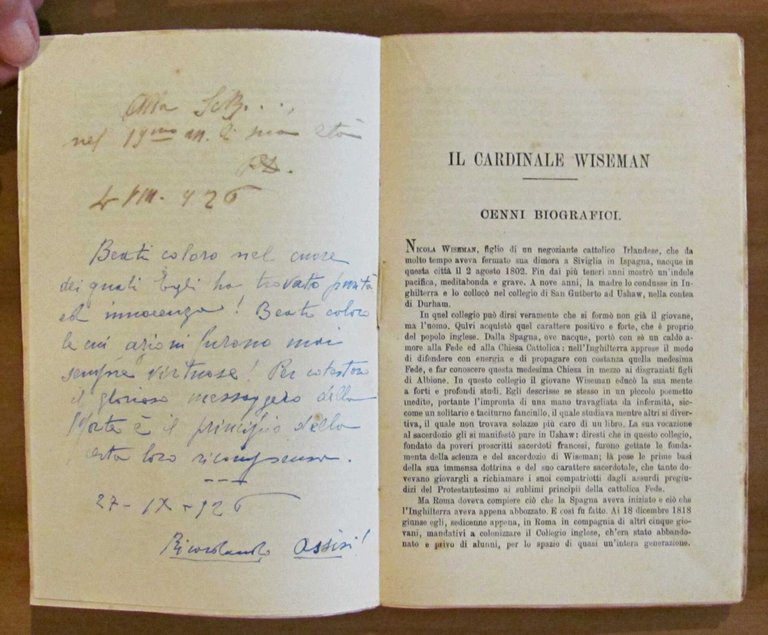 Alla
nel 19mo a. di sua età
4 VIII. 926
Beati coloro nel cuore
dei quali Egli ha trovato purità
ed innocenza! Beati coloro
le cui azioni furono mai
sempre virtuose! Per costoro
il glorioso messaggero della
Morte è il principio della
loro ricompensa.
27-IX-926
Ricordando Assisi!
IL CARDINALE WISEMAN
CENNI BIOGRAFICI.
NICOLA WISEMAN, figlio di un negoziante cattolico Irlandese, che da
molto tempo aveva fermato sua dimora a Siviglia in Ispagna, nacque in
questa città il 2 agosto 1802. Fin dai più teneri anni mostrò un'indole
pacifica, meditabonda e grave. A nove anni, la madre lo condusse in In-
ghilterra e lo collocò nel collegio di San Gutberto ad Ushaw, nella contea
di Durham.
In quel collegio può dirsi veramente che si formò non già il giovane,
ma l'uomo. Quivi acquistò quel carattere positivo e forte, che è proprio
del popolo inglese. Dalla Spagna, ove nacque, portò con sè un caldo a-
more alla Fede ed alla Chiesa Cattolica: nell'Inghilterra apprese il modo
di difendere con energia e di propagare con costanza quella medesima
Fede, e far conoscere questa medesima Chiesa in mezzo ai disgraziati figli
di Albione. In questo collegio il giovane Wiseman educò la sua mente
a forti e profondi studi. Egli descrisse se stesso in un piccolo poemetto
inedito, portante l'impronta di una mano travagliata da infermità, sic-
come un solitario e taciturno fanciullo, il quale studiava mentre altri si diver-
tiva, il quale non trovava solazzo più caro di un libro. La sua vocazione
al sacerdozio gli si manifestò pure in Ushaw; diresti che in questo collegio,
fondato da poveri proscritti sacerdoti francesi, furono gettate le fonda-
menta della scienza e del sacerdozio di Wiseman; là pose le prime basi
della sua immensa dottrina e del suo carattere sacerdotale, che tanto do-
vevano giovargli a richiamare i suoi compatriotti dagli assurdi pregiu-
dizi del Protestantesimo ai sublimi principii della cattolica Fede.
Ma Roma doveva compiere ciò che la Spagna aveva iniziato e ciò che
l'Inghilterra aveva appena abbozzato. E così fu fatto. Ai 18 dicembre 1818
giunse egli, sedicenne appena, in Roma in compagnia di altri cinque gio-
vani, mandativi a colonizzare il Collegio inglese, ch'era stato abbando-
nato e privo di alunni, per lo spazio di quasi un'intera generazione.